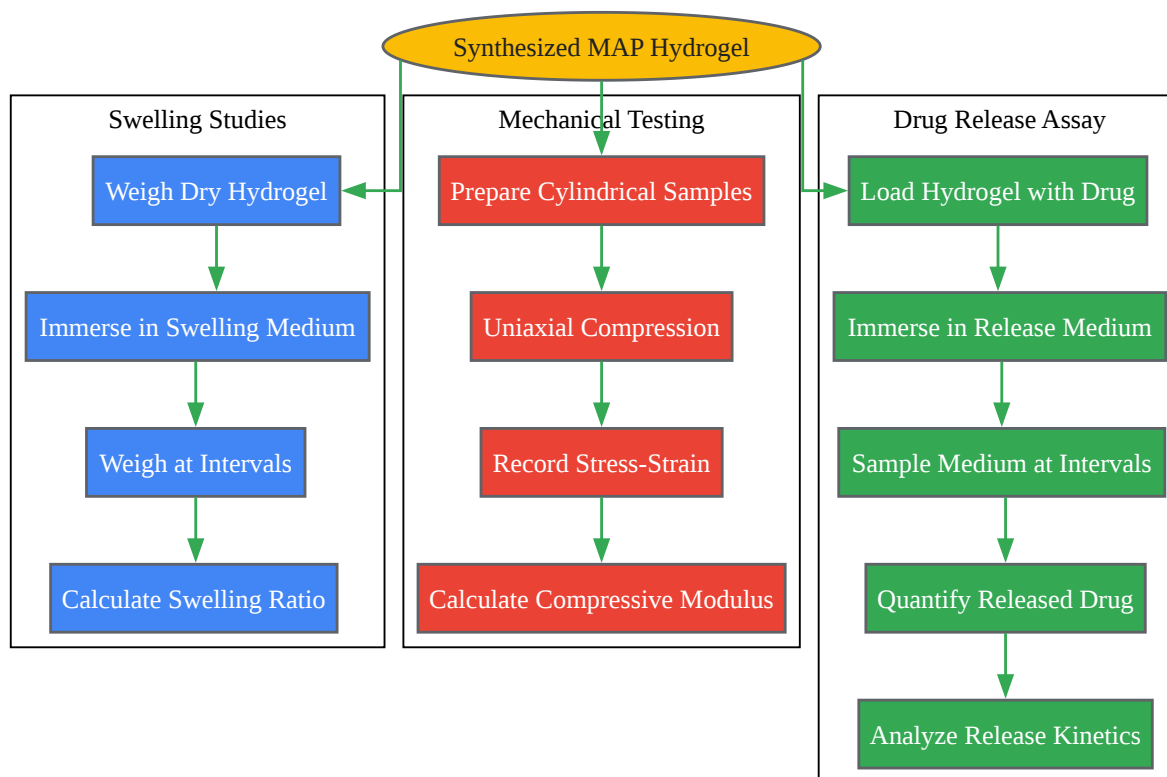 Synthesized MAP Hydrogel
Swelling Studies
Weigh Dry Hydrogel
Immerse in Swelling Medium
Weigh at Intervals
Calculate Swelling Ratio
Mechanical Testing
Prepare Cylindrical Samples
Uniaxial Compression
Record Stress-Strain
Calculate Compressive Modulus
Drug Release Assay
Load Hydrogel with Drug
Immerse in Release Medium
Sample Medium at Intervals
Quantify Released Drug
Analyze Release Kinetics